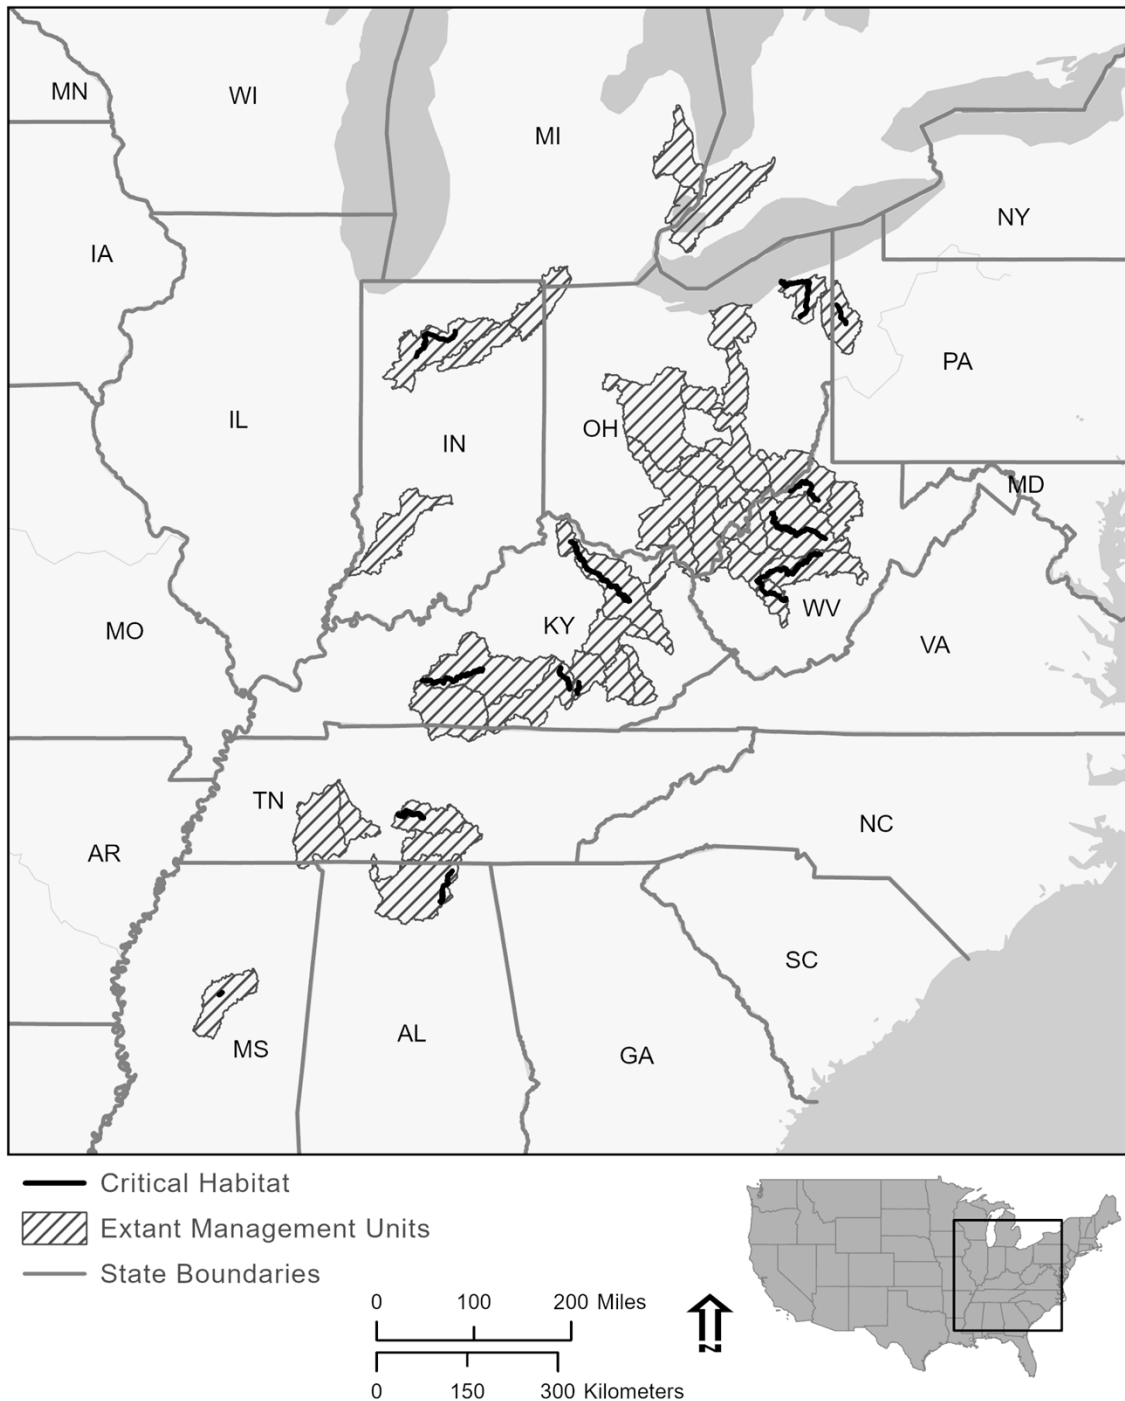 MN
WI
MI
NY
IA
PA
IL
OH
IN
MD
WV
MO
KY
VA
TN
NC
AR
SC
MS
AL
GA
Critical Habitat
Extant Management Units
State Boundaries
0 100 200 Miles
0 150 300 Kilometers
N